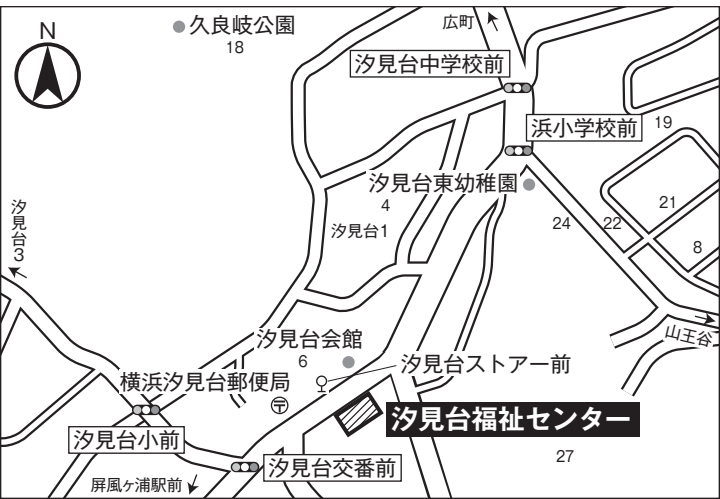 N
久良岐公園
18
広町
汐見台中学校前
浜小学校前
19
汐見台東幼稚園
4
汐見台1
24
22
21
8
汐見台3
山王谷
汐見台会館
6
汐見台ストアー前
横浜汐見台郵便局
〒
汐見台福祉センター
汐見台小前
汐見台交番前
27
屏風ヶ浦駅前